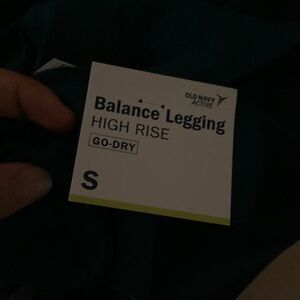 OLD NAVY
ACTIVE
Balance Legging
HIGH RISE
GO-DRY
S